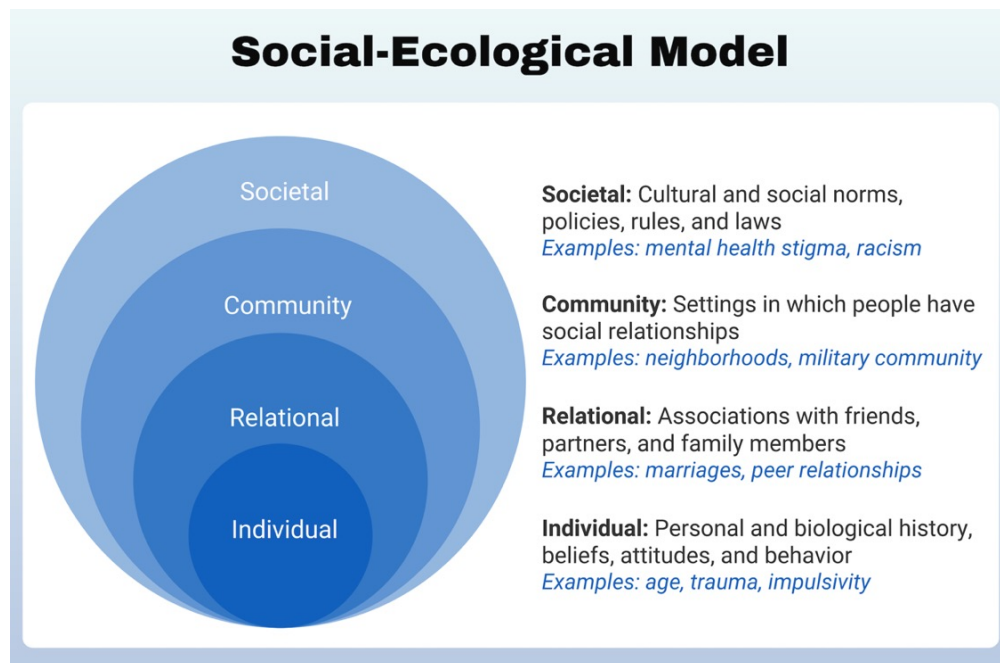 Social-Ecological Model
Societal
Community
Relational
Individual
Societal: Cultural and social norms,
policies, rules, and laws
Examples: mental health stigma, racism
Community: Settings in which people have
social relationships
Examples: neighborhoods, military community
Relational: Associations with friends,
partners, and family members
Examples: marriages, peer relationships
Individual: Personal and biological history,
beliefs, attitudes, and behavior
Examples: age, trauma, impulsivity